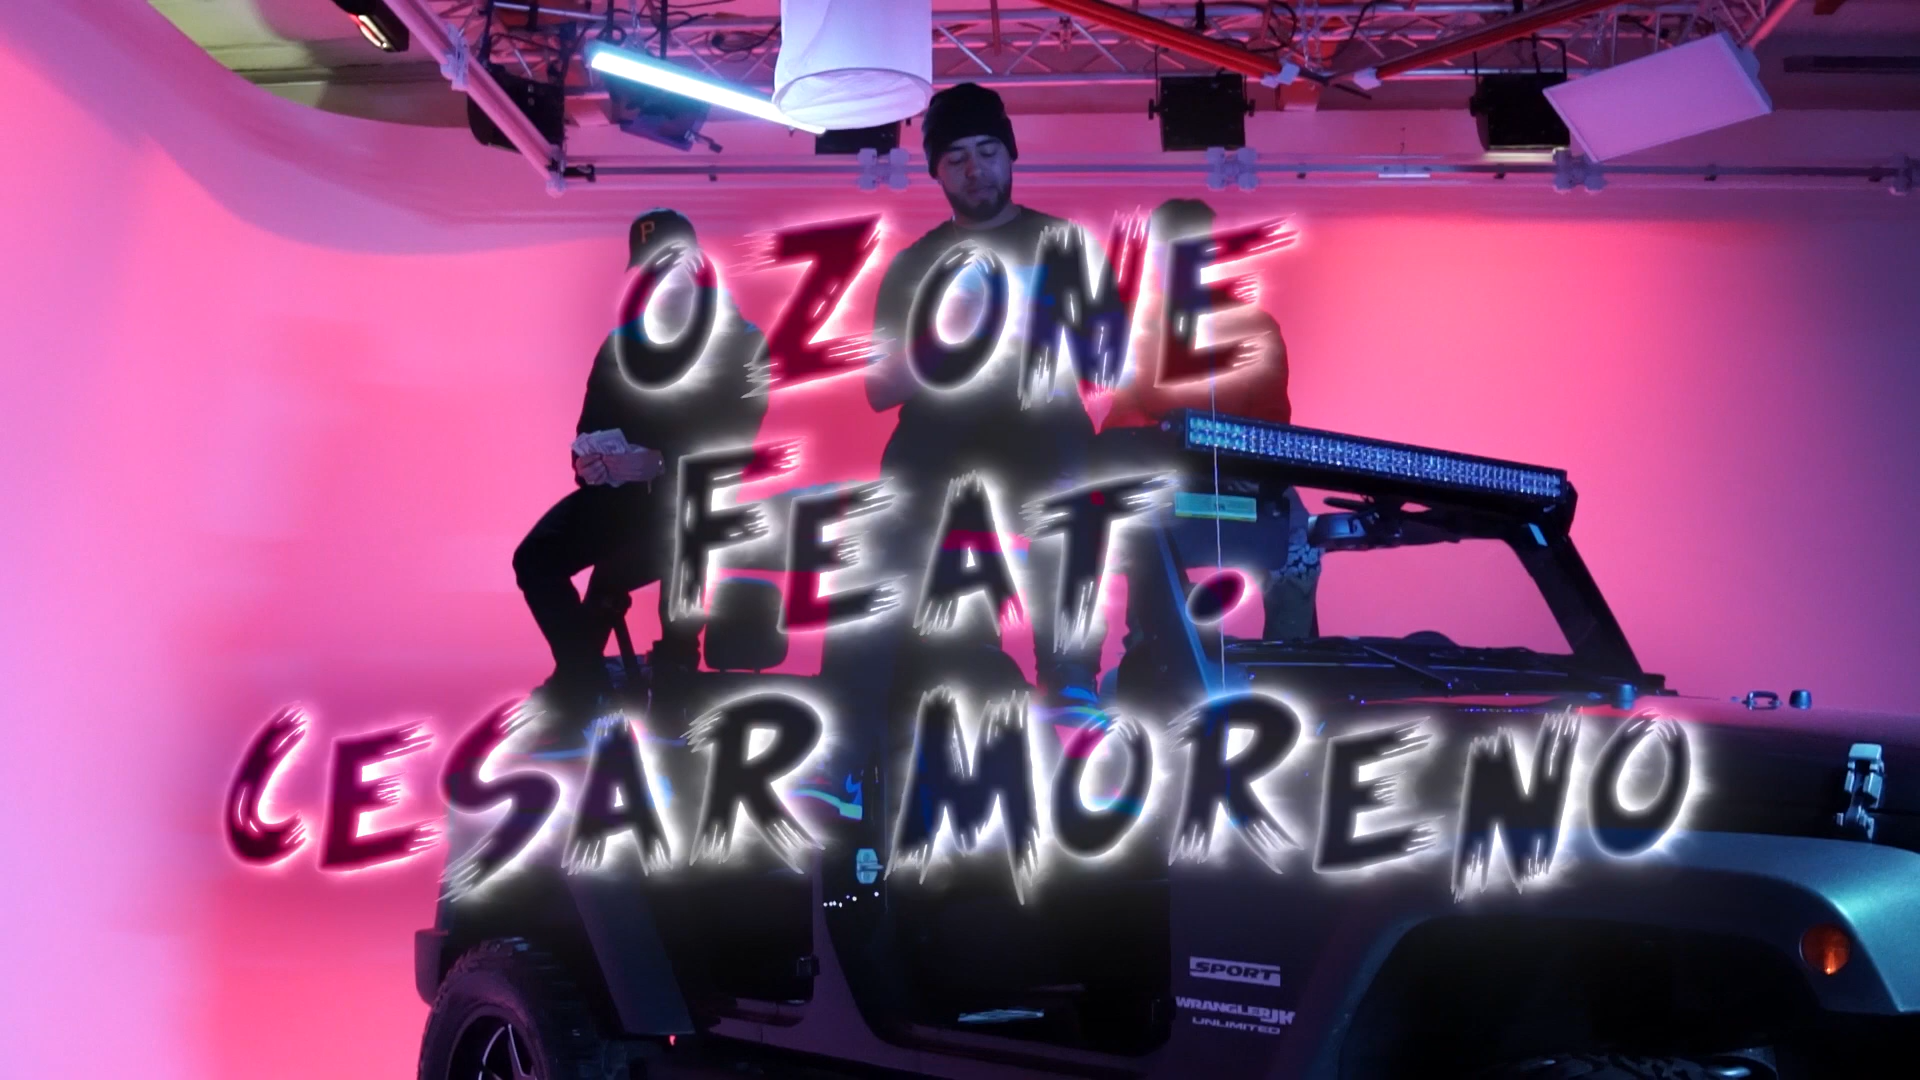 P
OZONE
FEAT.
CESAR MORENO
SPORT
WRANGLER JK
UNLIMITED